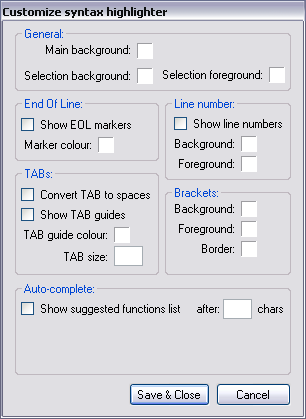 Customize syntax highlighter
General:
Main background:
Selection background: Selection foreground:
End Of Line:
Show EOL markers
Marker colour:
Line number:
Show line numbers
Background:
Foreground:
TABs:
Convert TAB to spaces
Show TAB guides
TAB guide colour:
TAB size:
Brackets:
Background:
Foreground:
Border:
Auto-complete:
Show suggested functions list after: chars
Save & Close Cancel